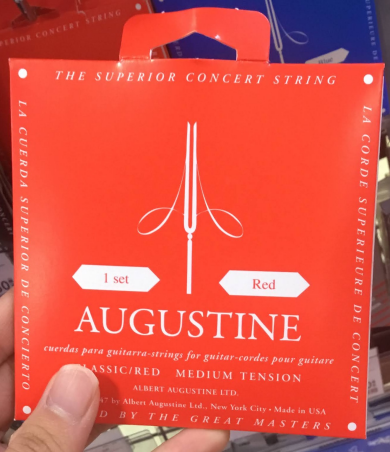 THE SUPERIOR CONCERT STRING
LA CUERDA SUPERIOR DE CONCIERTO
LA CORDE SUPERIEURE DE CONCERT
1 set
Red
AUGUSTINE
cuerdas para guitarra-strings for guitar-cordes pour guitare
MEDIUM TENSION
ALBERT AUGUSTINE LTD.
by Albert Augustine Ltd., New York City • Made in USA
BY THE GREAT MASTERS
CONCERT STRING